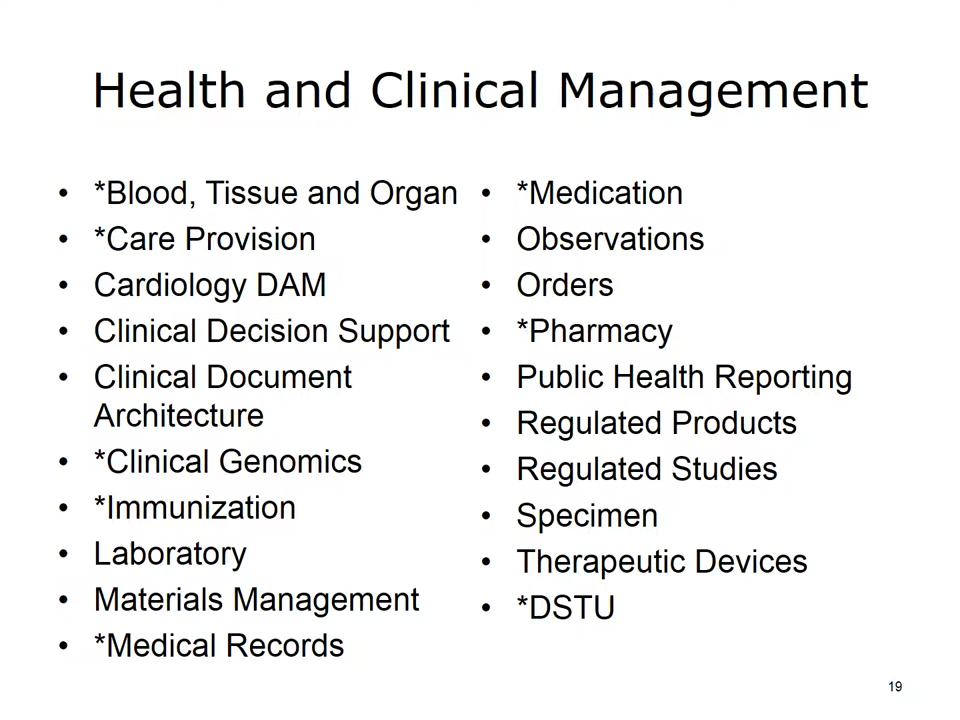 Health and Clinical Management
• *Blood, Tissue and Organ
• *Care Provision
• Cardiology DAM
• Clinical Decision Support
• Clinical Document
Architecture
• *Clinical Genomics
• *Immunization
• Laboratory
• Materials Management
• *Medical Records
• *Medication
• Observations
• Orders
• *Pharmacy
• Public Health Reporting
• Regulated Products
• Regulated Studies
• Specimen
• Therapeutic Devices
• *DSTU
19